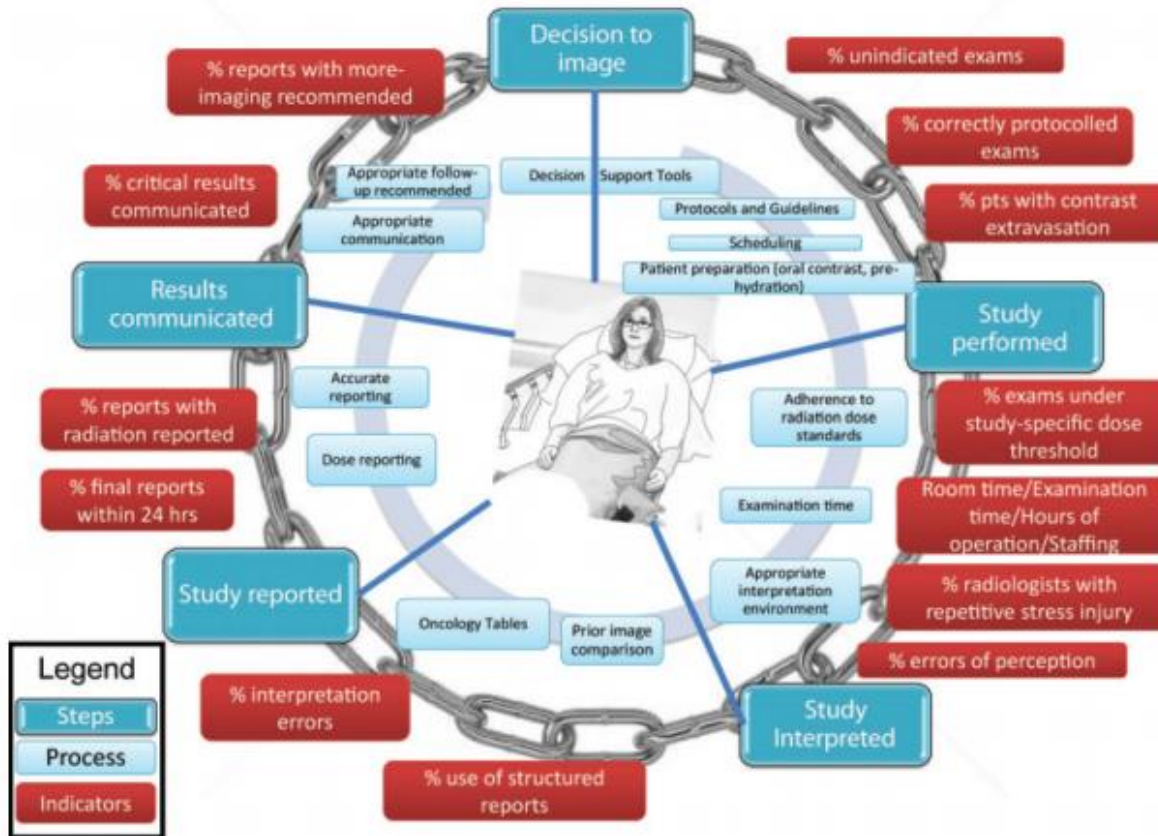 Decision to
image
% reports with more-
imaging recommended
% unindicated exams
% correctly protocolled
exams
% critical results
communicated
Appropriate follow-
up recommended
Decision Support Tools
Appropriate
communication
Protocols and Guidelines
% pts with contrast
extravasation
Scheduling
Patient preparation (oral contrast, pre-
hydration)
Results
communicated
Study
performed
Accurate
reporting
% reports with
radiation reported
Adherence to
radiation dose
standards
% exams under
study-specific dose
threshold
Dose reporting
% final reports
within 24 hrs
Examination time
Room time/Examination
time/Hours of
operation/Staffing
Study reported
Appropriate
interpretation
environment
% radiologists with
repetitive stress injury
Oncology Tables
Prior image
comparison
% errors of perception
% interpretation
errors
Study
Interpreted
% use of structured
reports
Legend
Steps
Process
Indicators